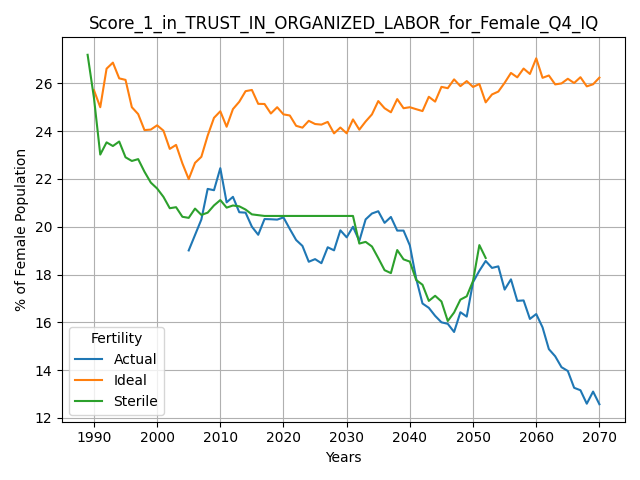 Score_1_in_TRUST_IN_ORGANIZED_LABOR_for_Female_Q4_IQ
% of Female Population
26
24
22
20
18
16
14
12
Fertility
Actual
Ideal
Sterile
1990 2000 2010 2020 2030 2040 2050 2060 2070
Years